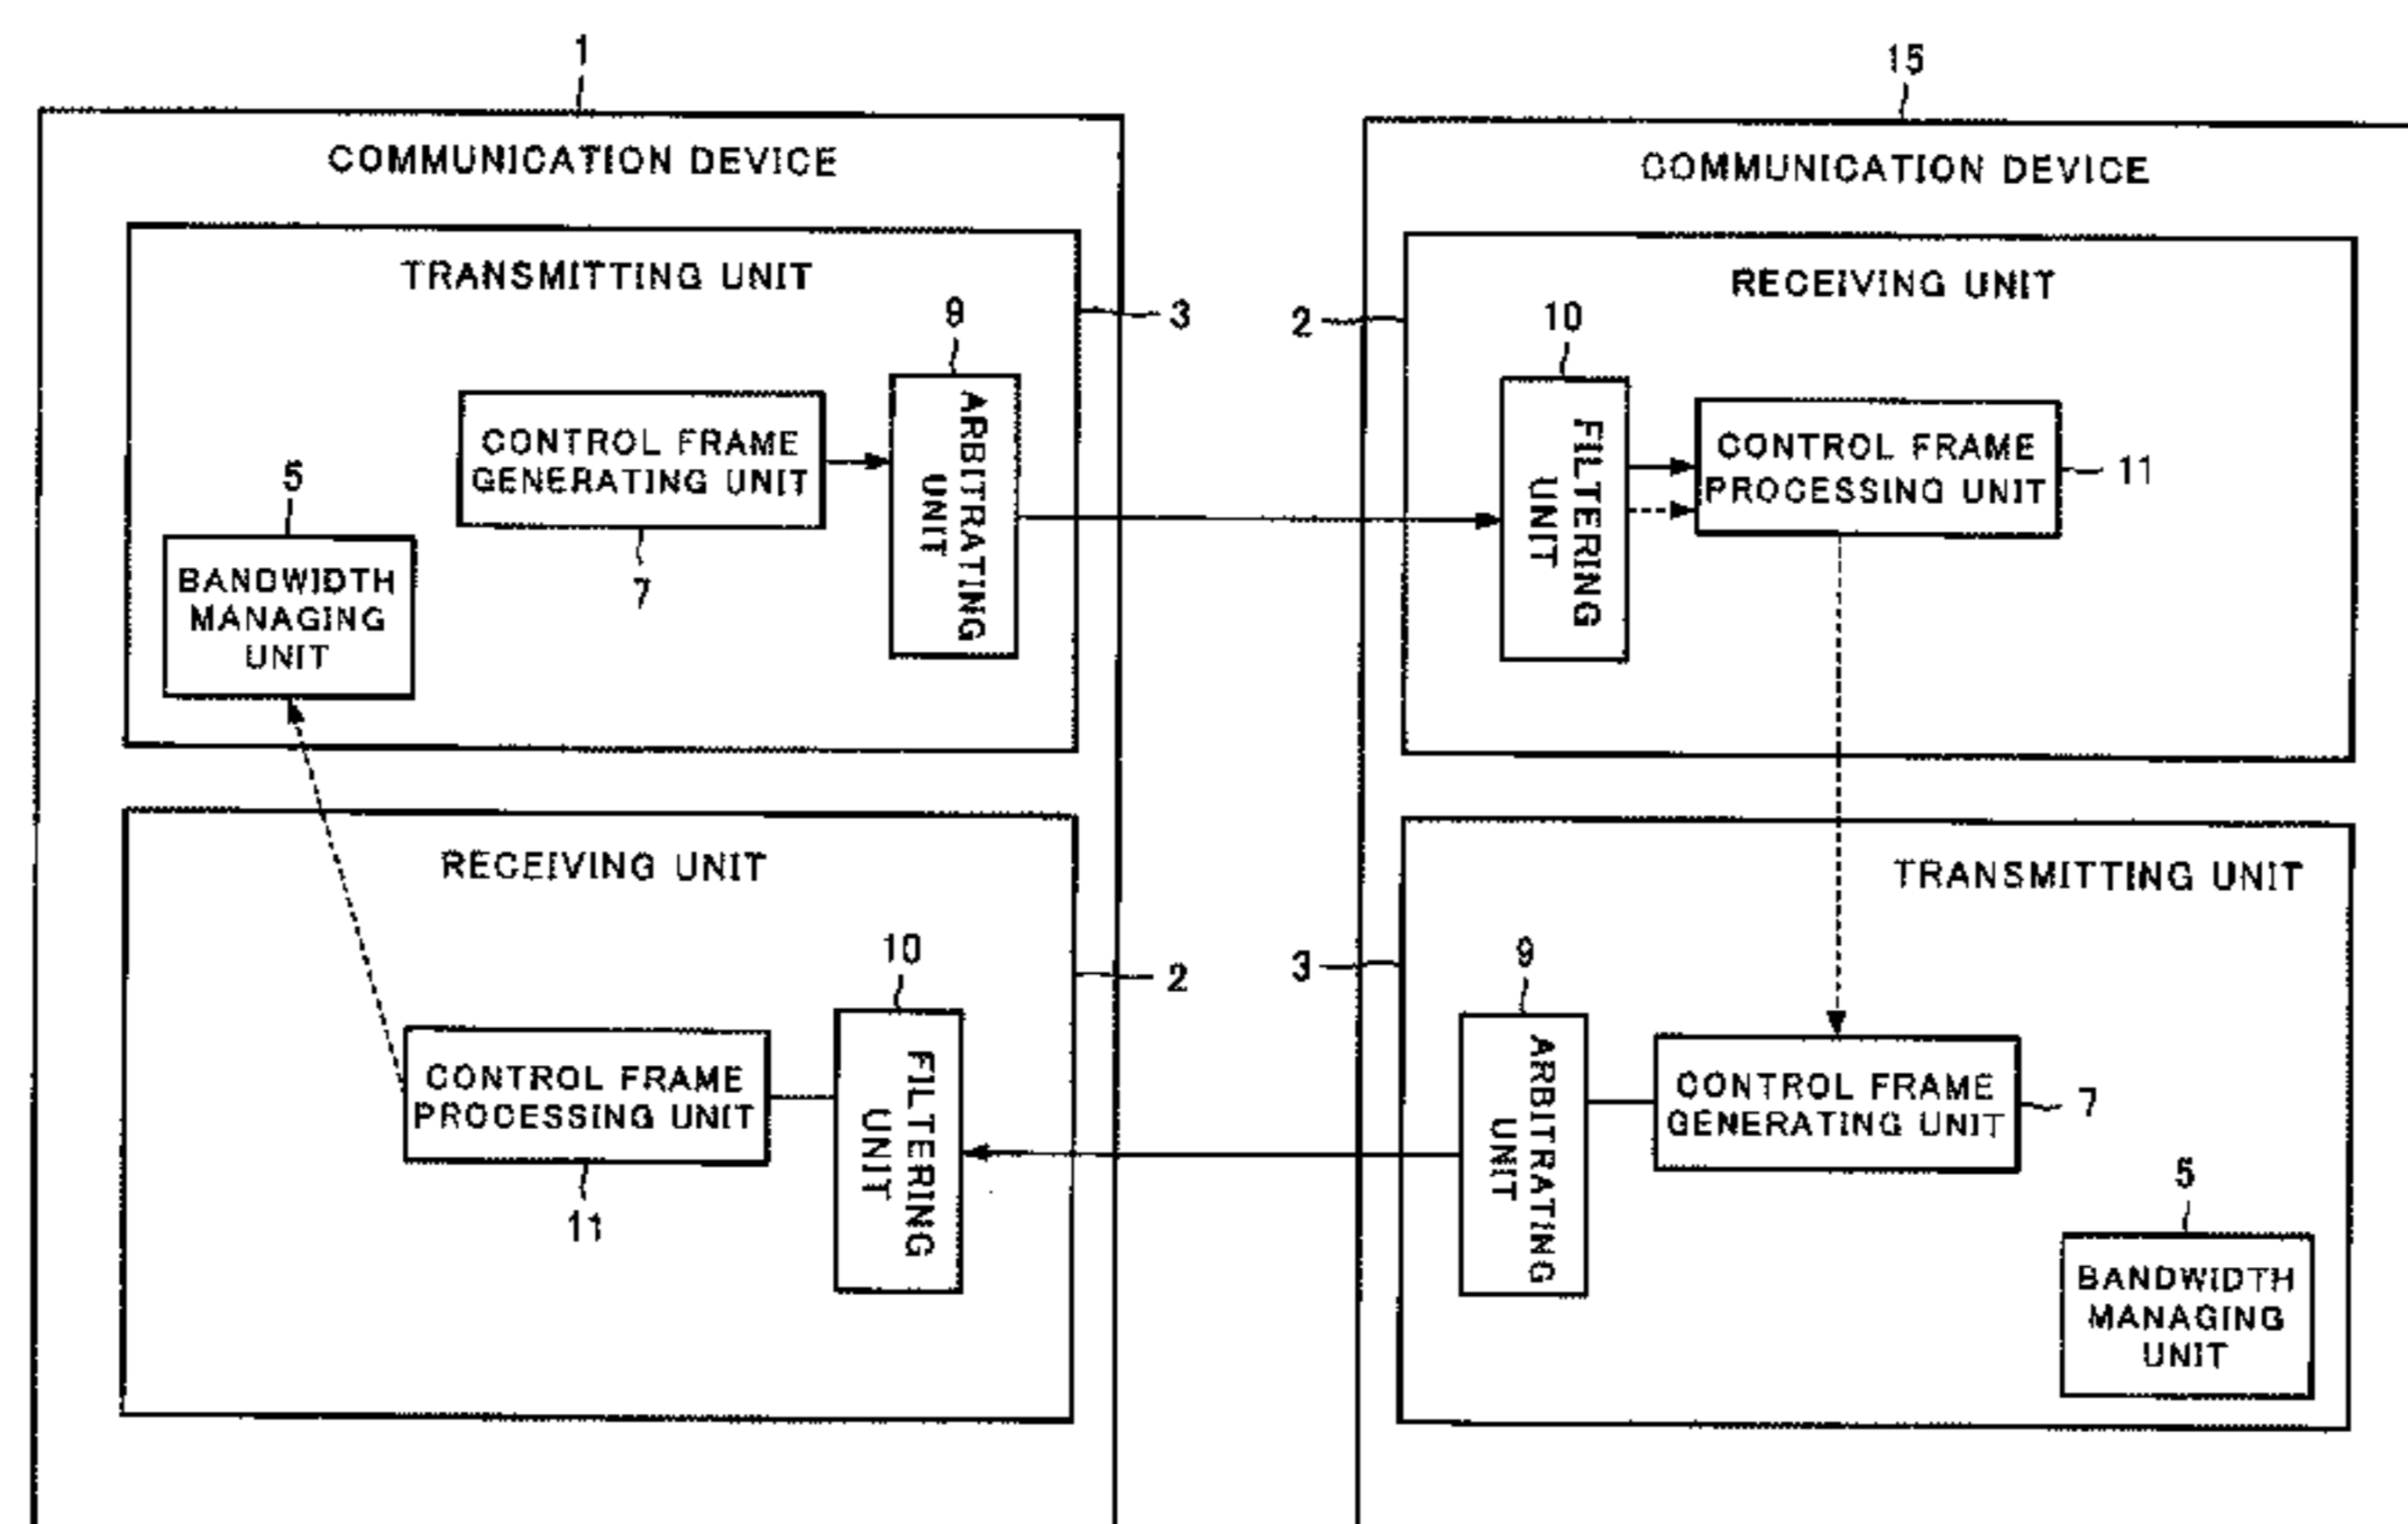 1
COMMUNICATION DEVICE
TRANSMITTING UNIT
3
9
CONTROL FRAME
GENERATING UNIT
7
ARBITRATING
UNIT
5
BANDWIDTH
MANAGING
UNIT
RECEIVING UNIT
2
10
CONTROL FRAME
PROCESSING UNIT
11
FILTERING
UNIT
15
COMMUNICATION DEVICE
RECEIVING UNIT
2
10
FILTERING
UNIT
CONTROL FRAME
PROCESSING UNIT
11
TRANSMITTING UNIT
3
9
ARBITRATING
UNIT
CONTROL FRAME
GENERATING UNIT
7
5
BANDWIDTH
MANAGING
UNIT